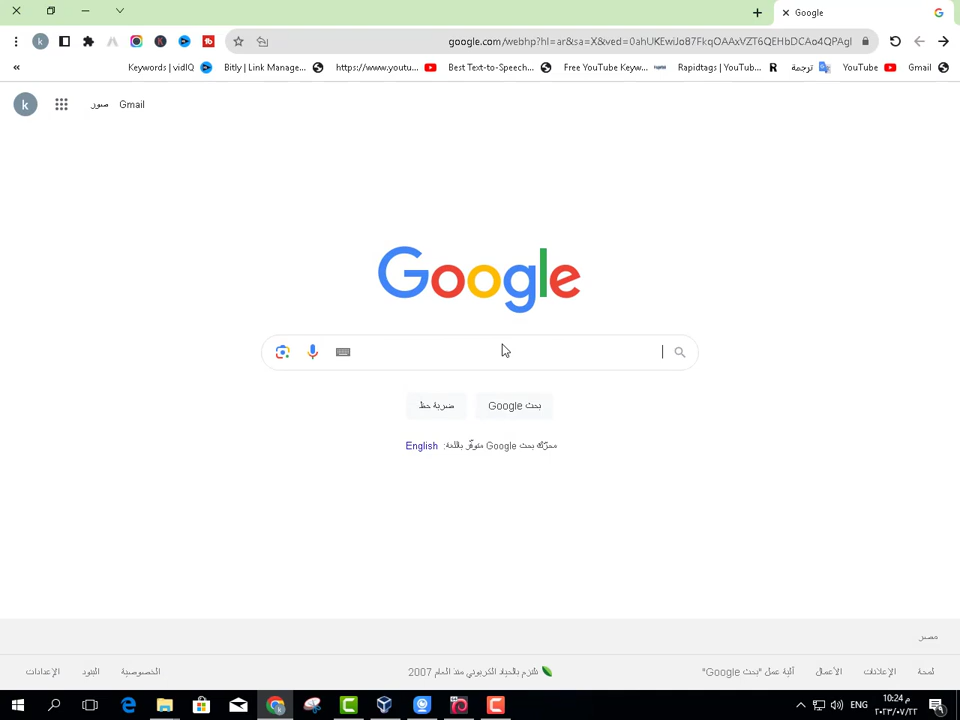 Google
google.com/webhp?hl=ar&sa=X&ved=0ahUKEwiJo87FkqOAAxVZT6QEHbDCAo4QPAgI
Gmail
YouTube
ترجمة
Rapidtags | YouTub...
Free YouTube Keyw...
Best Text-to-Speech...
https://www.youtu...
Bitly | Link Manage...
Keywords | vidIQ
«
Gmail
صور
k
Google
بحث Google
ضربة حظ
محرّك بحث Google متوفّر باللغة: English
مصر
لمحة
الإعلانات
الأعمال
آلية عمل "بحث Google"
نلتزم بالحياد الكربوني منذ العام 2007
الخصوصية
البنود
الإعدادات
ENG
10:24 م
٢٠٢٣/٠٧/٢٢